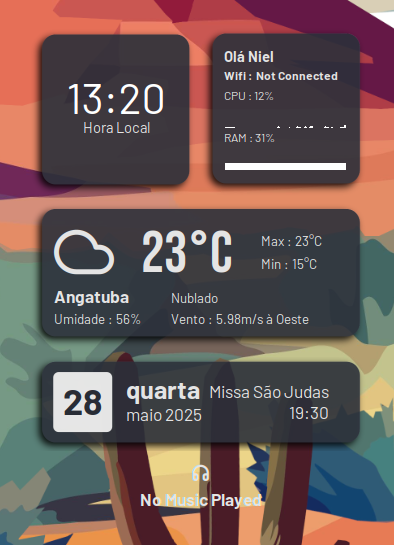 13:20
Hora Local
Olá Niel
Wifi : Not Connected
CPU : 12%
RAM : 31%
23°C
Max : 23°C
Min : 15°C
Angatuba
Nublado
Umidade : 56%
Vento : 5.98m/s à Oeste
28
quarta
maio 2025
Missa São Judas
19:30
No Music Played